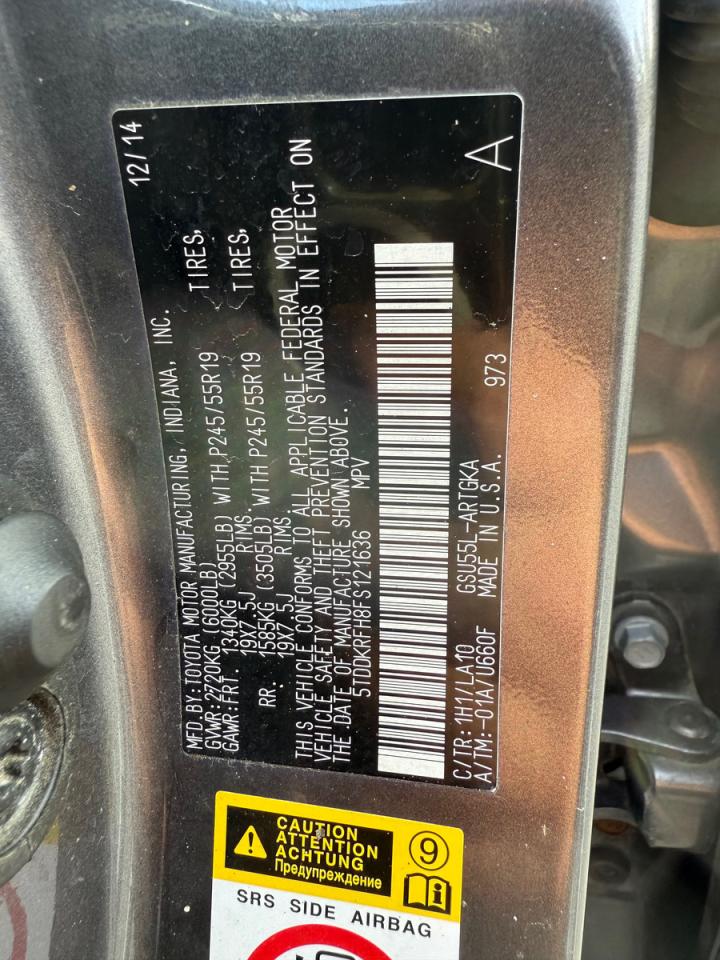 MFD BY:TOYOTA MOTOR MANUFACTURING, INDIANA, INC. 12/14
GVWR:2720KG (6000LB)
GAWR:FRT. 1340KG (2955LB) WITH P245/55R19 TIRES,
19X7.5J RIMS.
RR. 1585KG (3505LB) WITH P245/55R19 TIRES,
19X7.5J RIMS.
THIS VEHICLE CONFORMS TO ALL APPLICABLE FEDERAL MOTOR
VEHICLE SAFETY AND THEFT PREVENTION STANDARDS IN EFFECT ON
THE DATE OF MANUFACTURE SHOWN ABOVE.
5TDDKRFH8FS121636 MPV
C/TR:1H1/LA10 GSU55L-ARTGKA
A/TM:-01A/U660F MADE IN U.S.A. 973 A
CAUTION
ATTENTION
ACHTUNG
Предупреждение
9
i
SRS SIDE AIRBAG